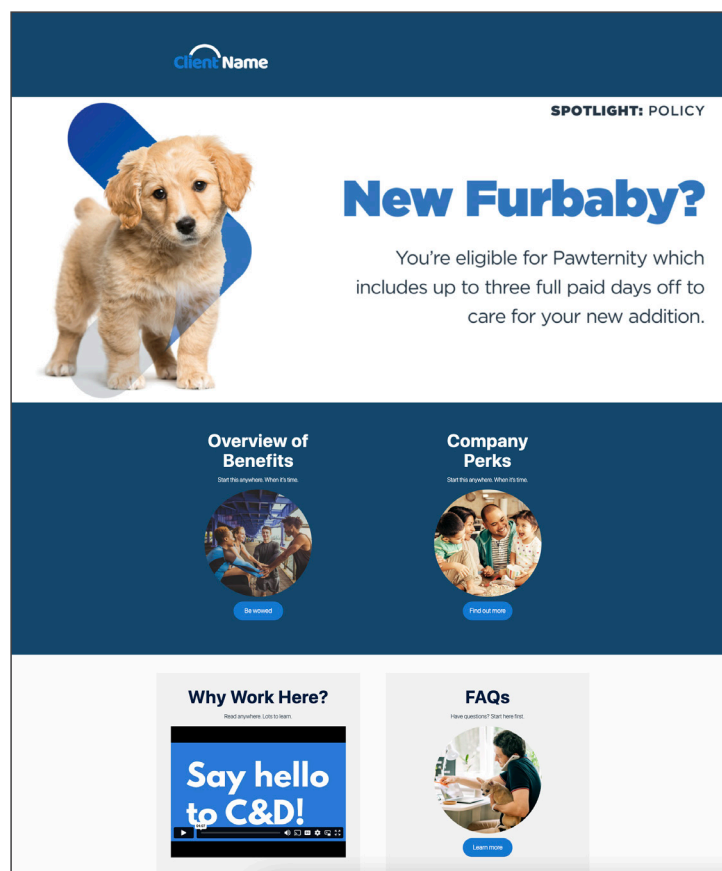 Client Name
SPOTLIGHT: POLICY
New Furbaby?
You're eligible for Pawternity which
includes up to three full paid days off to
care for your new addition.
Overview of
Benefits
Start this anywhere. When it's time.
Be wowed
Company
Perks
Start this anywhere. When it's time.
Find out more
Why Work Here?
Read anywhere. Lots to learn.
Say hello
to C&D!
04:07
FAQs
Have questions? Start here first.
Learn more